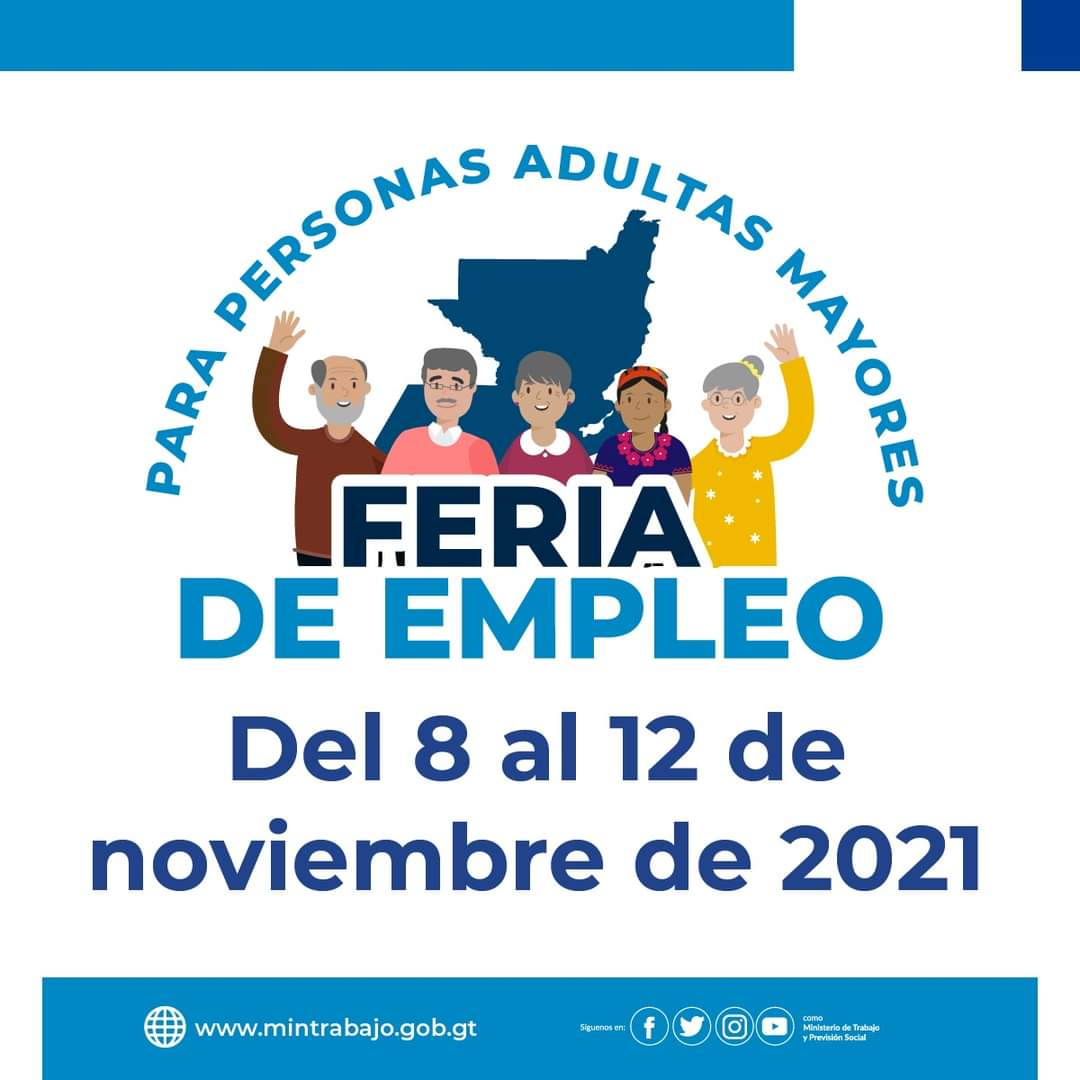 PARA PERSONAS ADULTAS MAYORES
FERIA
DE EMPLEO
Del 8 al 12 de
noviembre de 2021
www.mintrabajo.gob.gt
Síguenos en:
como
Ministerio de Trabajo
y Previsión Social